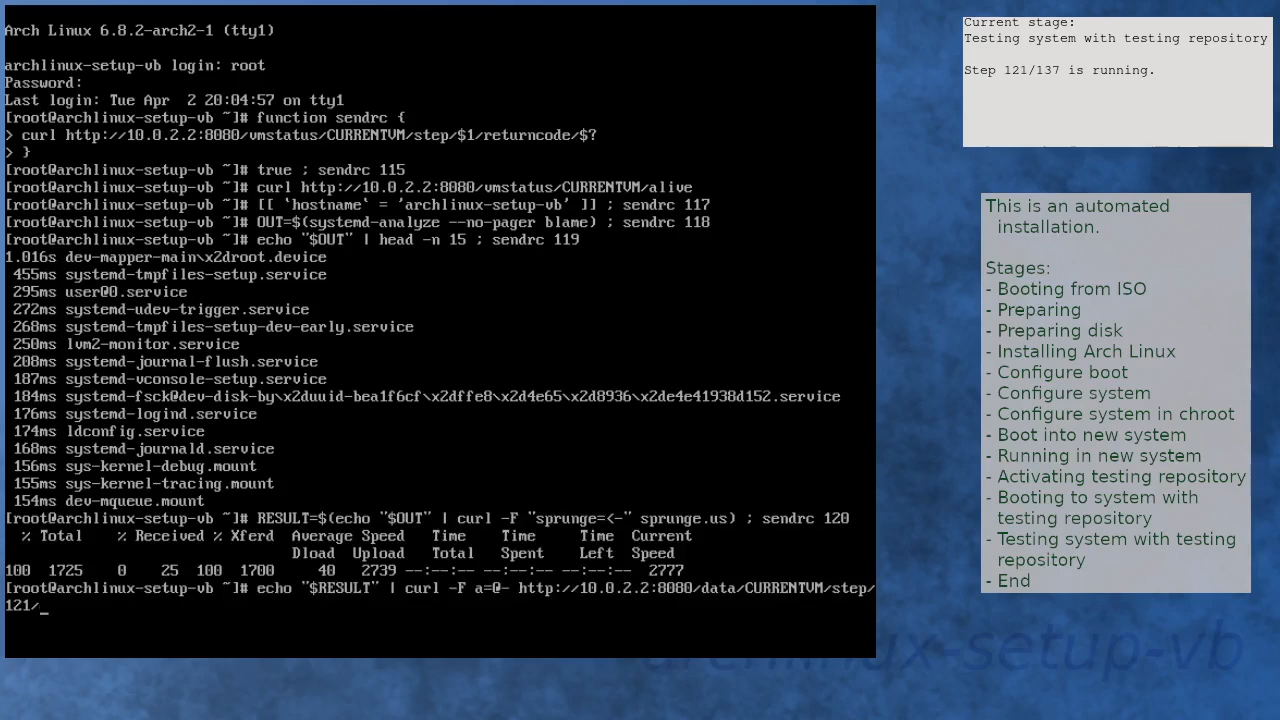 Arch Linux 6.8.2-arch2-1 (tty1)
archlinux-setup-vb login: root
Password:
Last login: Tue Apr  2 20:04:57 on tty1
[root@archlinux-setup-vb ~]# function sendrc {
> curl http://10.0.2.2:8080/vmstatus/CURRENTVM/step/$1/returncode/$?
> }
[root@archlinux-setup-vb ~]# true ; sendrc 115
[root@archlinux-setup-vb ~]# curl http://10.0.2.2:8080/vmstatus/CURRENTVM/alive
[root@archlinux-setup-vb ~]# [[ `hostname` = 'archlinux-setup-vb' ]] ; sendrc 117
[root@archlinux-setup-vb ~]# OUT=$(systemd-analyze --no-pager blame) ; sendrc 118
[root@archlinux-setup-vb ~]# echo "$OUT" | head -n 15 ; sendrc 119
1.016s dev-mapper-main\x2droot.device
 455ms systemd-tmpfiles-setup.service
 295ms user@0.service
 272ms systemd-udev-trigger.service
 268ms systemd-tmpfiles-setup-dev-early.service
 250ms lvm2-monitor.service
 208ms systemd-journal-flush.service
 187ms systemd-vconsole-setup.service
 184ms systemd-fsck@dev-disk-by\x2duuid-bea1f6cf\x2dffe8\x2d4e65\x2d8936\x2de4e41938d152.service
 176ms systemd-logind.service
 174ms ldconfig.service
 168ms systemd-journald.service
 156ms sys-kernel-debug.mount
 155ms sys-kernel-tracing.mount
 154ms dev-mqueue.mount
[root@archlinux-setup-vb ~]# RESULT=$(echo "$OUT" | curl -F "sprunge=<-" sprunge.us) ; sendrc 120
  % Total    % Received % Xferd  Average Speed   Time    Time     Time  Current
                                 Dload  Upload   Total   Spent    Left  Speed
100  1725    0    25  100  1700     40   2739 --:--:-- --:--:-- --:--:--  2777
[root@archlinux-setup-vb ~]# echo "$RESULT" | curl -F a=@- http://10.0.2.2:8080/data/CURRENTVM/step/
121/_
Current stage:
Testing system with testing repository
Step 121/137 is running.
This is an automated
installation.
Stages:
- Booting from ISO
- Preparing
- Preparing disk
- Installing Arch Linux
- Configure boot
- Configure system
- Configure system in chroot
- Boot into new system
- Running in new system
- Activating testing repository
- Booting to system with
testing repository
- Testing system with testing
repository
- End
archlinux-setup-vb